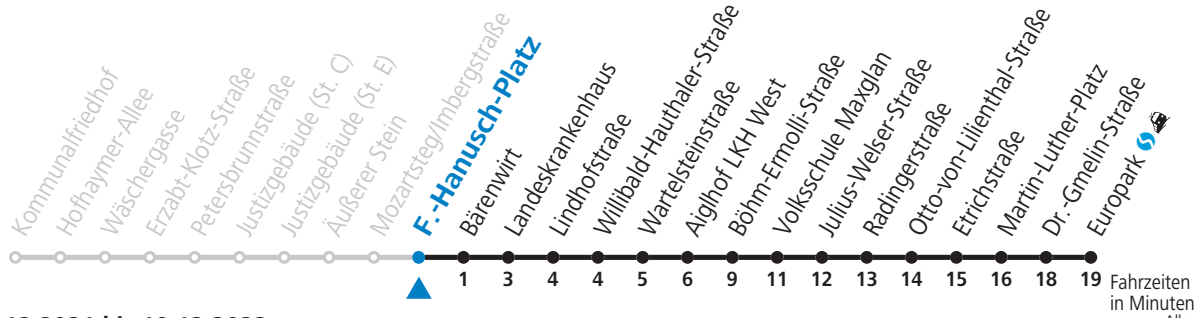 Kommunalfriedhof
Hofhaymer-Allee
Wäschergasse
Erzabt-Klotz-Straße
Petersbrunnstraße
Justizgebäude (St. C)
Justizgebäude (St. E)
Äußerer Stein
Mozartsteg/Imbergstraße
F.-Hanusch-Platz
Bärenwirt
Landeskrankenhaus
Lindhofstraße
Willibald-Hauthaler-Straße
Wartelsteinstraße
Aiglhof LKH West
Böhm-Ermolli-Straße
Volksschule Maxglan
Julius-Welser-Straße
Radingerstraße
Otto-von-Lilienthal-Straße
Etrichstraße
Martin-Luther-Platz
Dr.-Gmelin-Straße
Europark
1 3 4 4 5 6 9 11 12 13 14 15 16 18 19 Fahrzeiten
in Minuten